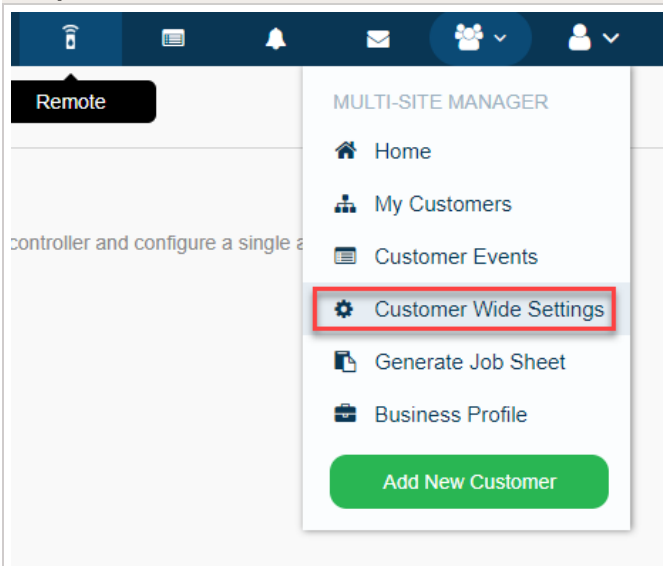 Remote
MULTI-SITE MANAGER
Home
My Customers
controller and configure a single a
Customer Events
Customer Wide Settings
Generate Job Sheet
Business Profile
Add New Customer